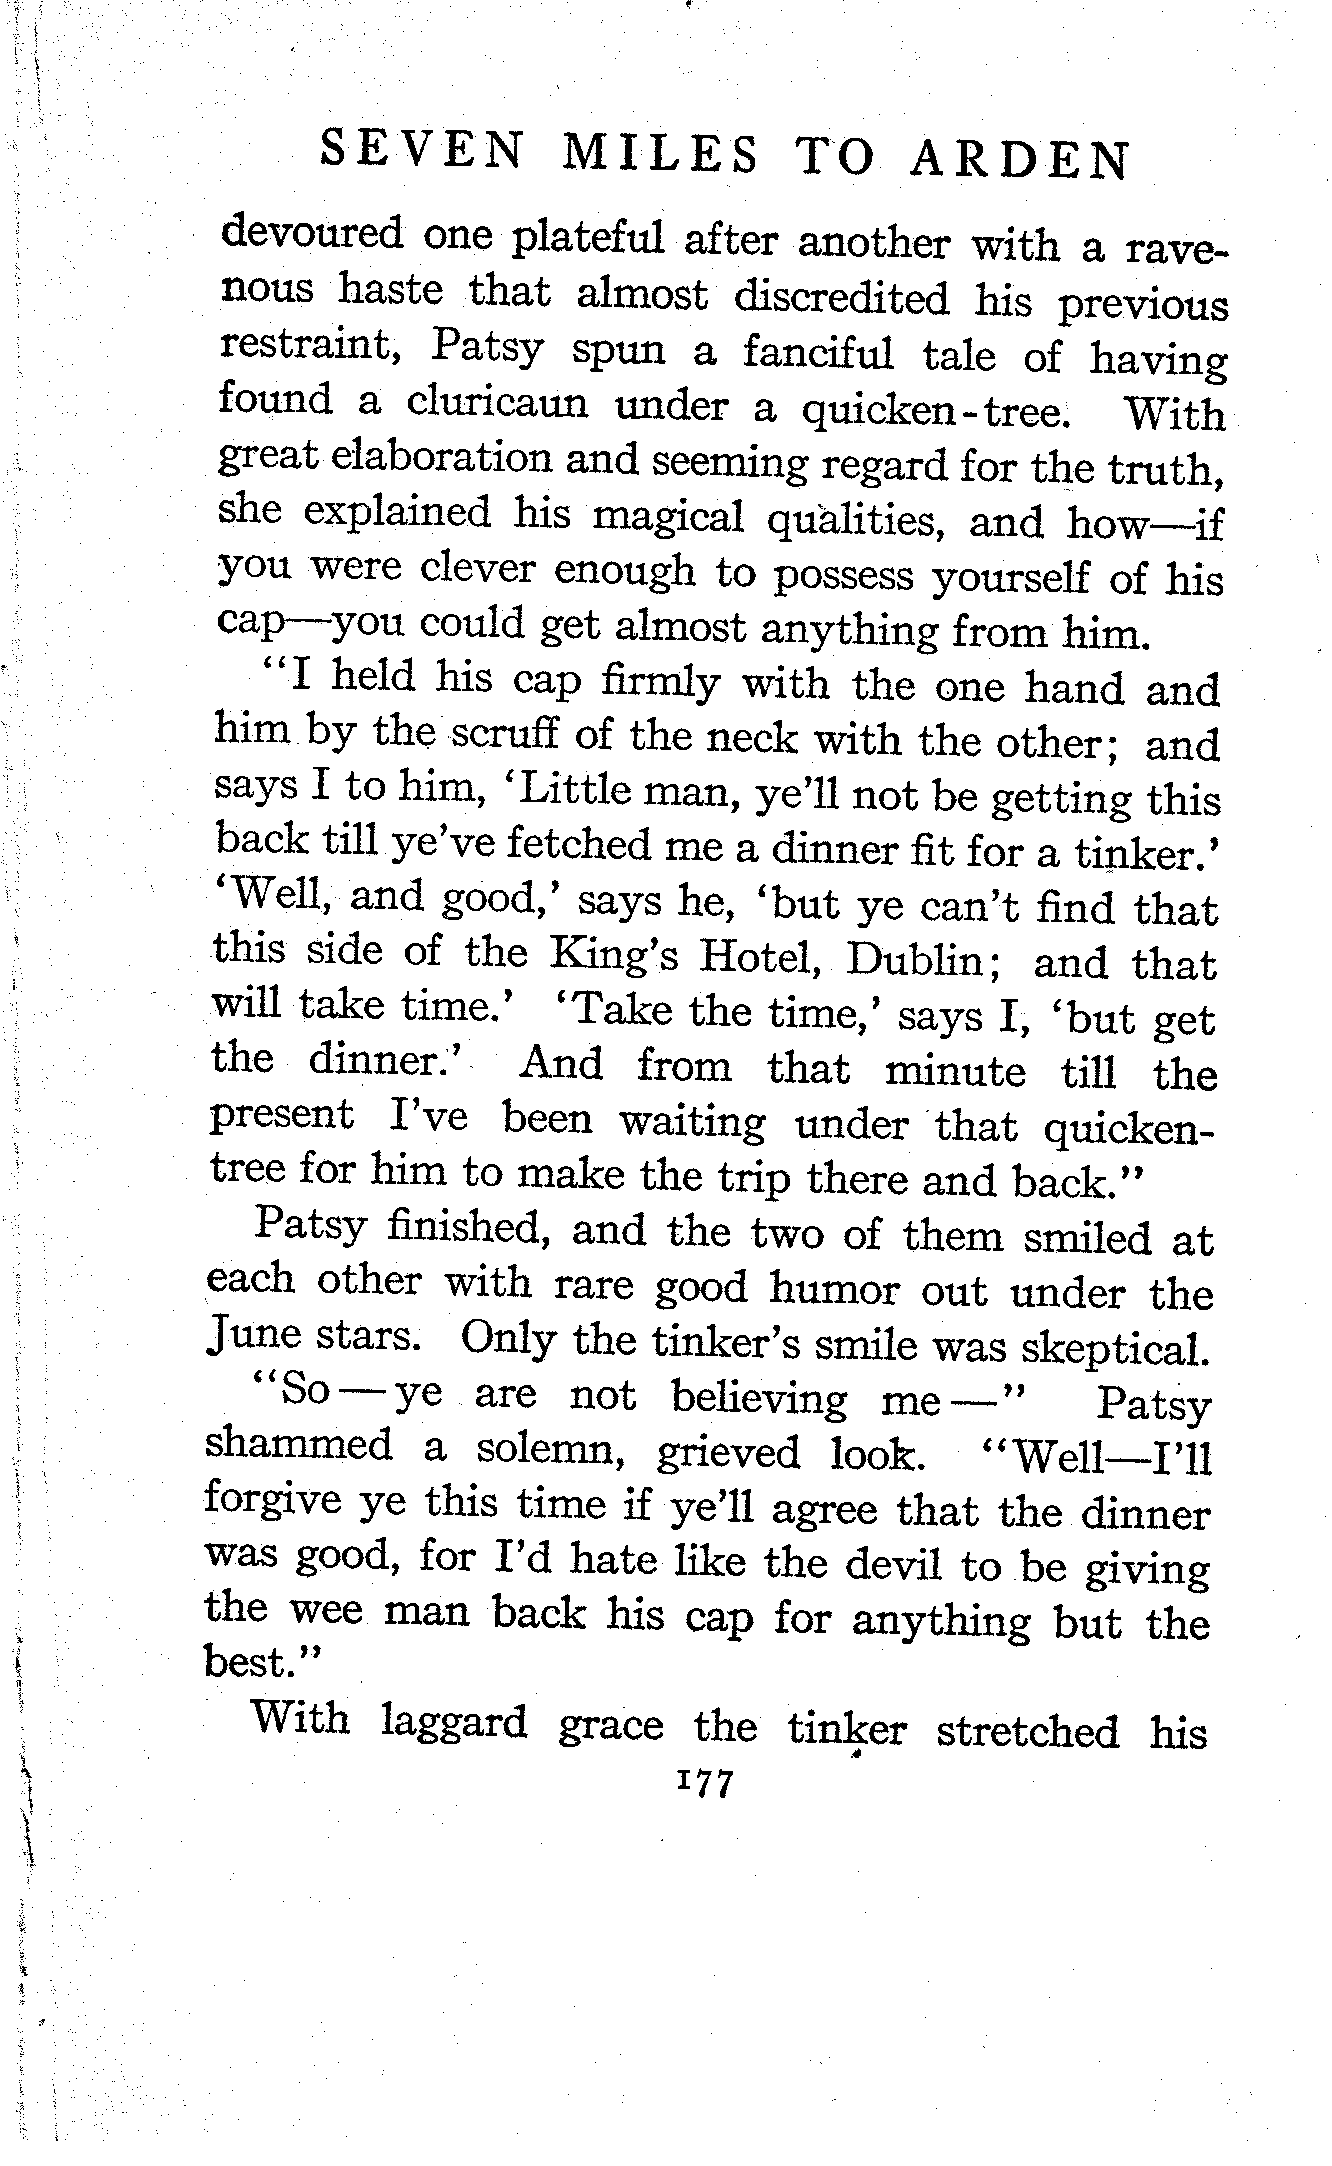 SEVEN MILES TO ARDEN
devoured one plateful after another with a rave-
nous haste that almost discredited his previous
restraint, Patsy spun a fanciful tale of having
found a cluricaun under a quicken-tree. With
great elaboration and seeming regard for the truth,
she explained his magical qualities, and how—if
you were clever enough to possess yourself of his
cap—you could get almost anything from him.
"I held his cap firmly with the one hand and
him by the scruff of the neck with the other; and
says I to him, 'Little man, ye'll not be getting this
back till ye've fetched me a dinner fit for a tinker.'
'Well, and good,' says he, 'but ye can't find that
this side of the King's Hotel, Dublin; and that
will take time.' 'Take the time,' says I, 'but get
the dinner.' And from that minute till the
present I've been waiting under that quicken-
tree for him to make the trip there and back."
Patsy finished, and the two of them smiled at
each other with rare good humor out under the
June stars. Only the tinker's smile was skeptical.
"So—ye are not believing me—" Patsy
shammed a solemn, grieved look. "Well—I'll
forgive ye this time if ye'll agree that the dinner
was good, for I'd hate like the devil to be giving
the wee man back his cap for anything but the
best."
With laggard grace the tinker stretched his
177